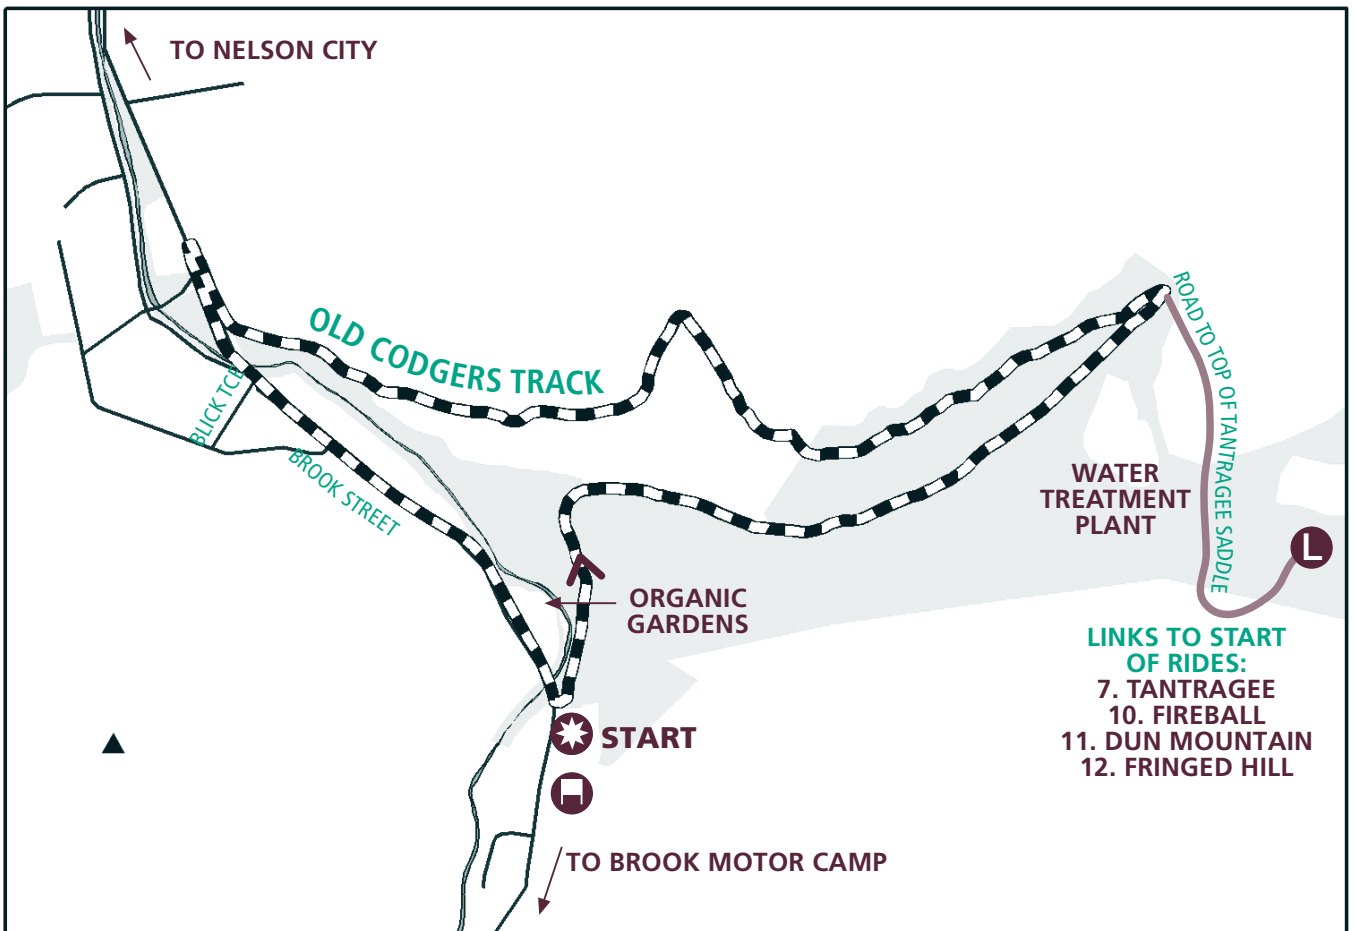 TO NELSON CITY
OLD CODGERS TRACK
ROAD TO TOP OF TANTRAGEE SADDLE
BLICK TCE
BROOK STREET
WATER
TREATMENT
PLANT
L
ORGANIC
GARDENS
LINKS TO START
OF RIDES:
7. TANTRAGEE
10. FIREBALL
11. DUN MOUNTAIN
12. FRINGED HILL
START
TO BROOK MOTOR CAMP